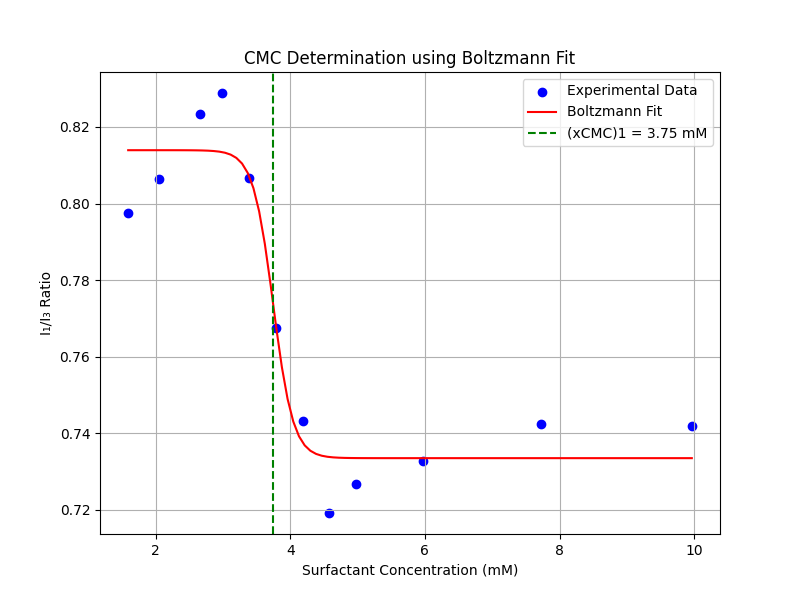 CMC Determination using Boltzmann Fit
Experimental Data
Boltzmann Fit
(xCMC)1 = 3.75 mM
0.82
0.80
0.78
0.76
0.74
0.72
I₁/I₃ Ratio
2 4 6 8 10
Surfactant Concentration (mM)